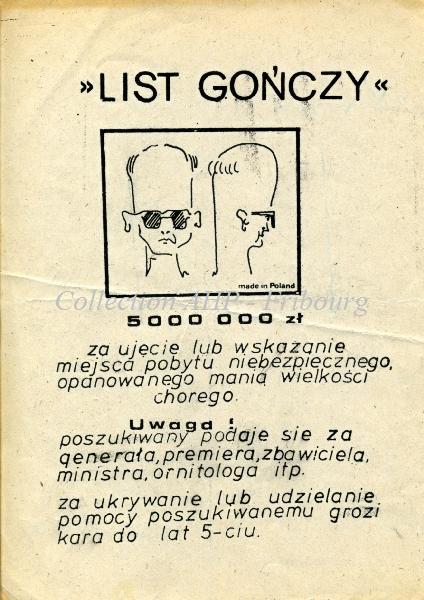 »LIST GOŃCZY«
made in Poland
Collection AHP - Fribourg
5000 000 zł
za ujęcie lub wskazanie
miejsca pobytu niebezpiecznego,
opanowanego manią wielkości
chorego.
Uwaga!
poszukiwany podaje sie za
generała, premiera, zbawiciela,
ministra, ornitologa itp.
za ukrywanie lub udzielanie
pomocy poszukiwanemu grozi
kara do lat 5-ciu.